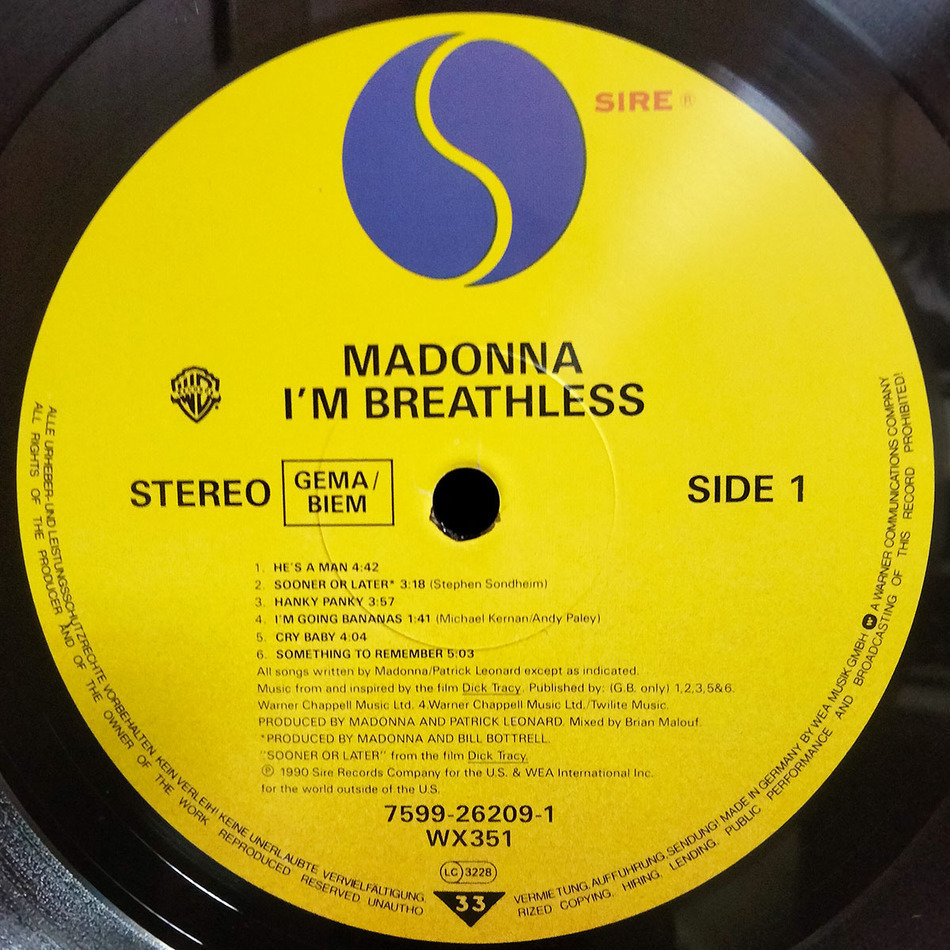 SIRE ®
MADONNA
I'M BREATHLESS
STEREO
GEMA/
BIEM
SIDE 1
1. HE'S A MAN 4:42
2. SOONER OR LATER* 3:18 (Stephen Sondheim)
3. HANKY PANKY 3:57
4. I'M GOING BANANAS 1:41 (Michael Kernan/Andy Paley)
5. CRY BABY 4:04
6. SOMETHING TO REMEMBER 5:03
All songs written by Madonna/Patrick Leonard except as indicated.
Music from and inspired by the film Dick Tracy. Published by: (G.B. only) 1,2,3,5&6.
Warner Chappell Music Ltd. 4 Warner Chappell Music Ltd./Twilite Music.
PRODUCED BY MADONNA AND PATRICK LEONARD. Mixed by Brian Malouf.
*PRODUCED BY MADONNA AND BILL BOTTRELL.
"SOONER OR LATER" from the film Dick Tracy.
℗ 1990 Sire Records Company for the U.S. & WEA International Inc.
for the world outside of the U.S.
7599-26209-1
WX351
LC 3228
33
ALLE URHEBER- UND LEISTUNGSSCHUTZRECHTE VORBEHALTEN. KEIN VERLEIH! KEINE UNERLAUBTE VERVIELFÄLTIGUNG, VERMIETUNG, AUFFÜHRUNG, SENDUNG! MADE IN GERMANY BY WEA MUSIK GMBH A WARNER COMMUNICATIONS COMPANY
ALL RIGHTS OF THE PRODUCER AND OF THE OWNER OF THE WORK REPRODUCED RESERVED. UNAUTHORIZED COPYING, HIRING, LENDING, PUBLIC PERFORMANCE AND BROADCASTING OF THIS RECORD PROHIBITED!